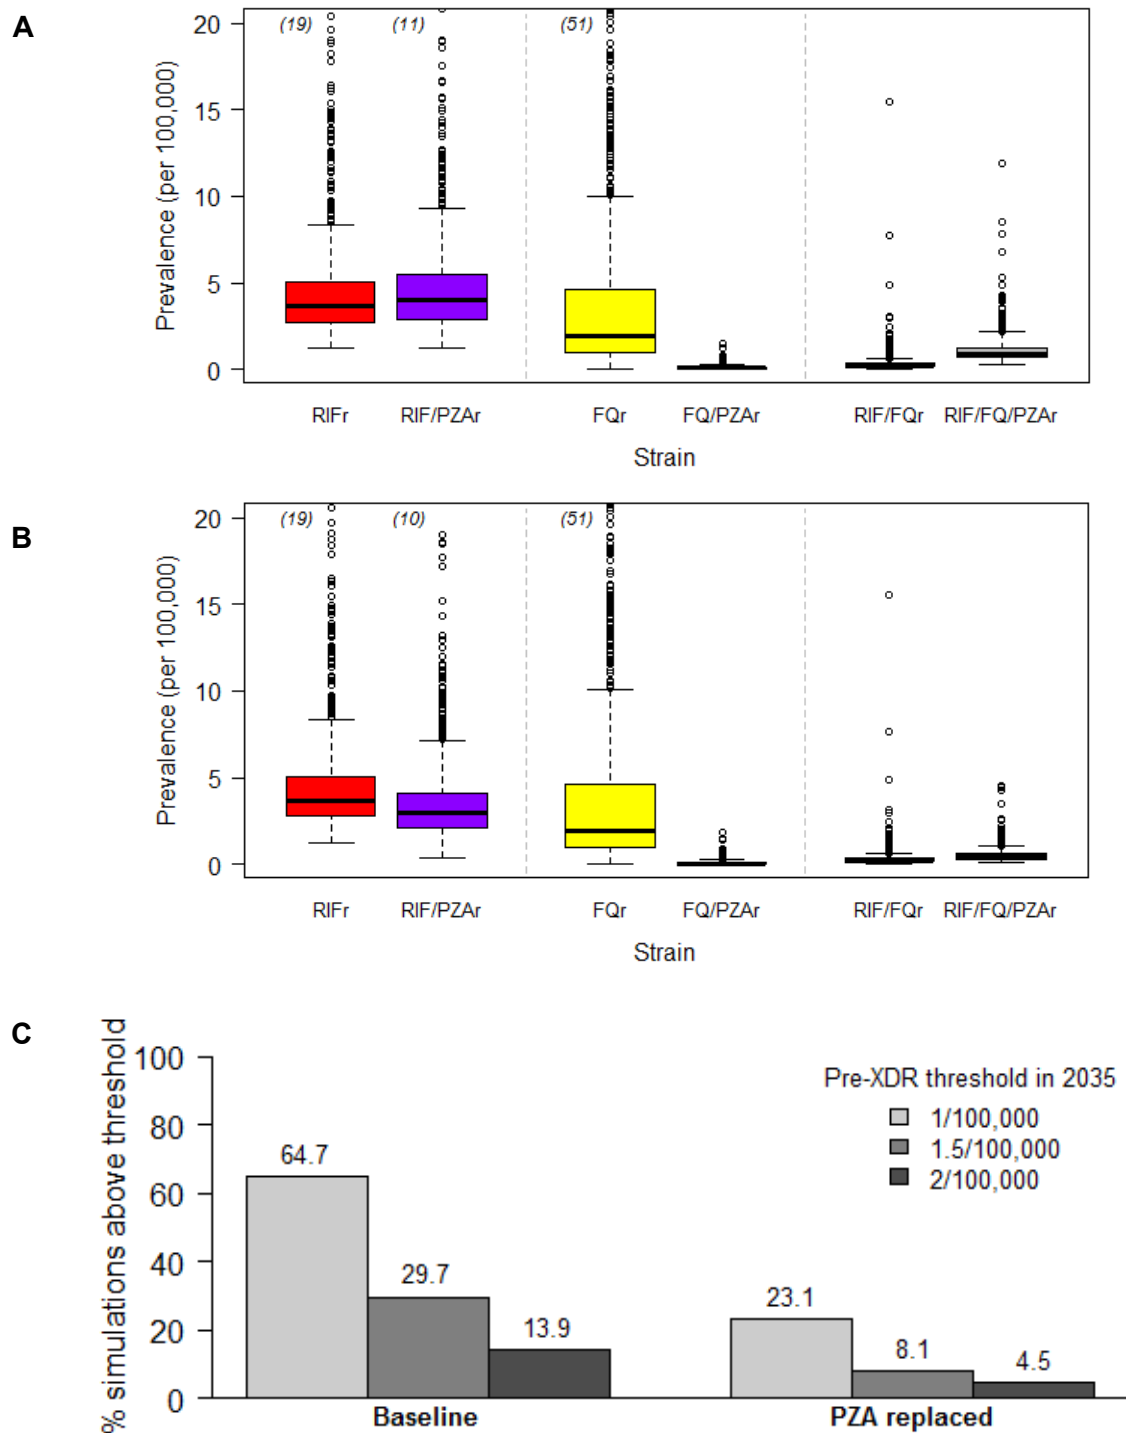 A
Prevalence (per 100,000)
20
15
10
5
0
(19)
(11)
(51)
RIFr
RIF/PZAr
FQr
FQ/PZAr
RIF/FQr
RIF/FQ/PZAr
Strain
B
Prevalence (per 100,000)
20
15
10
5
0
(19)
(10)
(51)
RIFr
RIF/PZAr
FQr
FQ/PZAr
RIF/FQr
RIF/FQ/PZAr
Strain
C
% simulations above threshold
100
80
60
40
20
0
Pre-XDR threshold in 2035
1/100,000
1.5/100,000
2/100,000
64.7
29.7
13.9
23.1
8.1
4.5
Baseline
PZA replaced